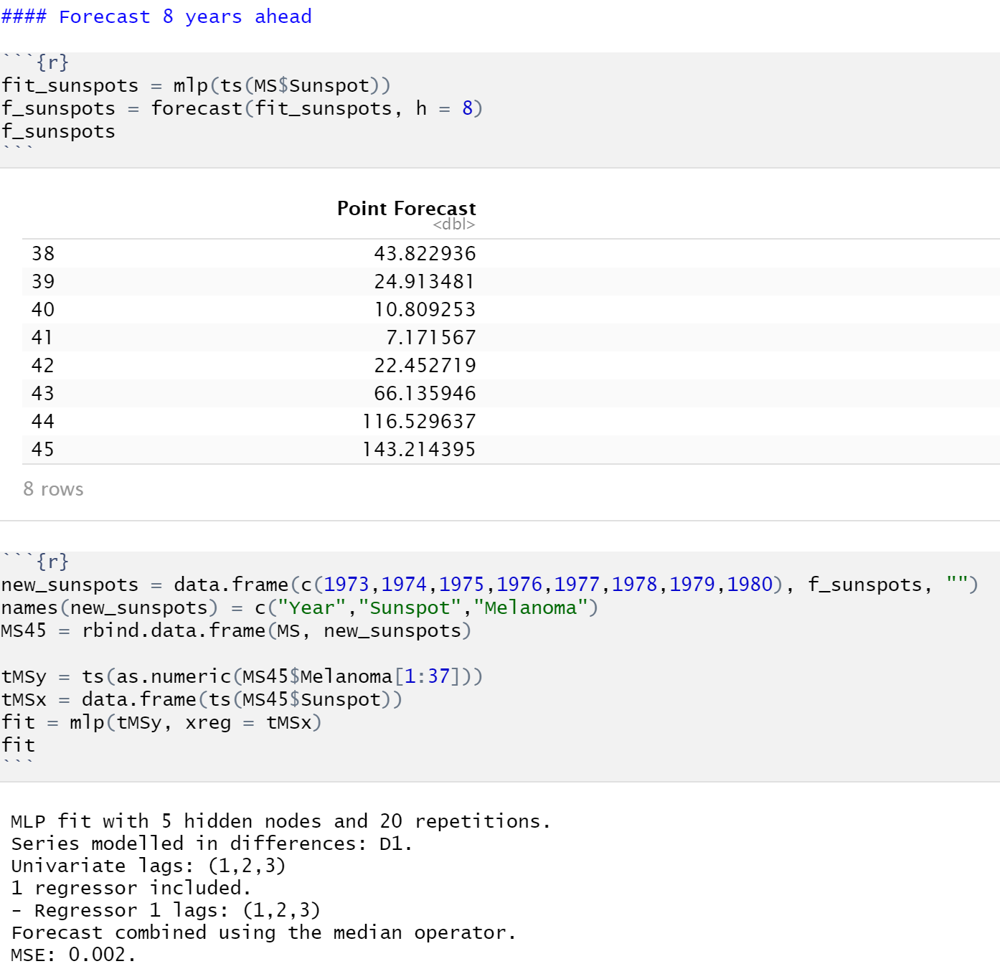 #### Forecast 8 years ahead
```{r}
fit_sunspots = mlp(ts(MS$Sunspot))
f_sunspots = forecast(fit_sunspots, h = 8)
f_sunspots
```
Point Forecast
<dbl>
38 43.822936
39 24.913481
40 10.809253
41 7.171567
42 22.452719
43 66.135946
44 116.529637
45 143.214395
8 rows
```{r}
new_sunspots = data.frame(c(1973,1974,1975,1976,1977,1978,1979,1980), f_sunspots, "")
names(new_sunspots) = c("Year","Sunspot","Melanoma")
MS45 = rbind.data.frame(MS, new_sunspots)
tMSy = ts(as.numeric(MS45$Melanoma[1:37]))
tMSx = data.frame(ts(MS45$Sunspot))
fit = mlp(tMSy, xreg = tMSx)
fit
```
MLP fit with 5 hidden nodes and 20 repetitions.
Series modelled in differences: D1.
Univariate lags: (1,2,3)
1 regressor included.
- Regressor 1 lags: (1,2,3)
Forecast combined using the median operator.
MSE: 0.002.